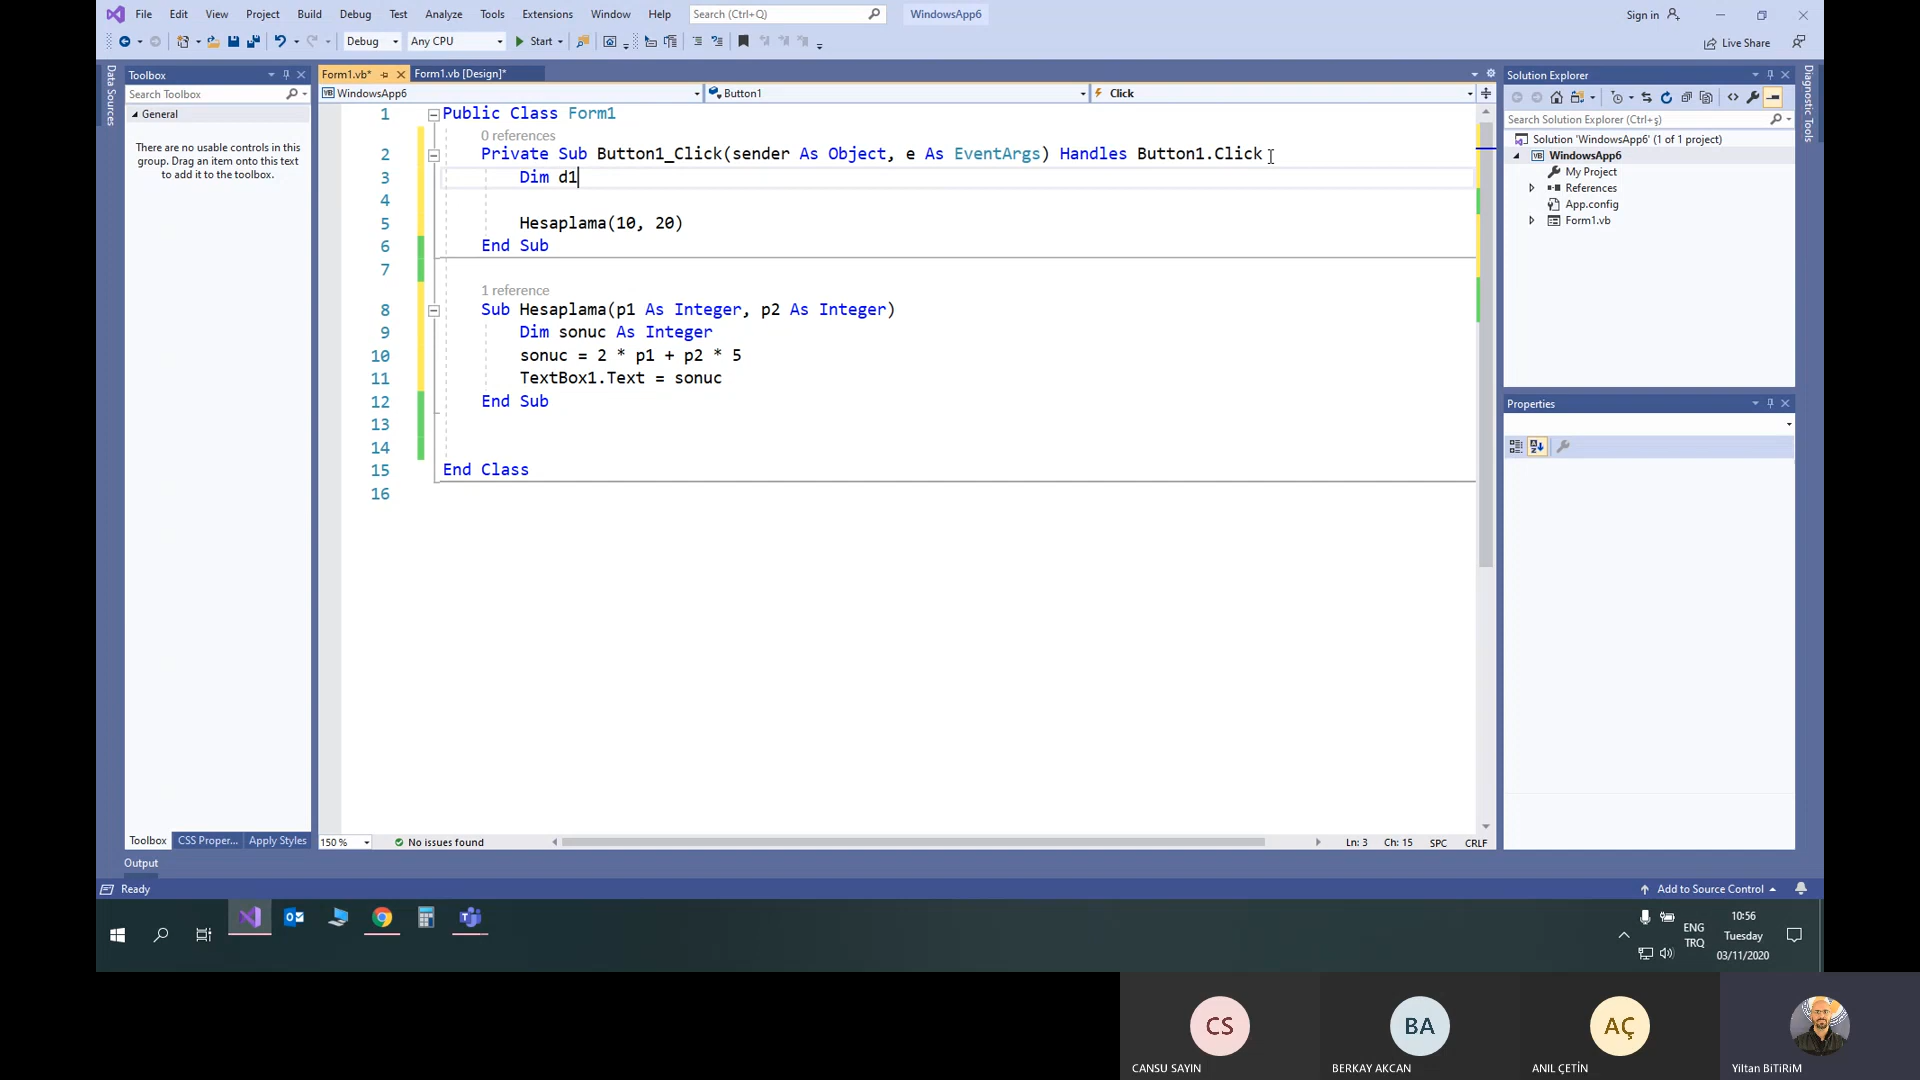 File Edit View Project Build Debug Test Analyze Tools Extensions Window Help Search (Ctrl+Q) WindowsApp6 Sign in
Debug Any CPU Start Live Share
Data Sources
Toolbox
Search Toolbox
General
There are no usable controls in this
group. Drag an item onto this text
to add it to the toolbox.
Toolbox CSS Proper... Apply Styles
Form1.vb* Form1.vb [Design]*
WindowsApp6 Button1 Click
1 Public Class Form1
0 references
2 Private Sub Button1_Click(sender As Object, e As EventArgs) Handles Button1.Click
3 Dim d1
4
5 Hesaplama(10, 20)
6 End Sub
7
1 reference
8 Sub Hesaplama(p1 As Integer, p2 As Integer)
9 Dim sonuc As Integer
10 sonuc = 2 * p1 + p2 * 5
11 TextBox1.Text = sonuc
12 End Sub
13
14
15 End Class
16
150 % No issues found Ln: 3 Ch: 15 SPC CRLF
Solution Explorer
Search Solution Explorer (Ctrl+ş)
Solution 'WindowsApp6' (1 of 1 project)
WindowsApp6
My Project
References
App.config
Form1.vb
Properties
Diagnostic Tools
Output
Ready Add to Source Control
ENG
TRQ
10:56
Tuesday
03/11/2020
CS BA AÇ
CANSU SAYIN BERKAY AKCAN ANIL ÇETİN Yiltan BiTiRiM